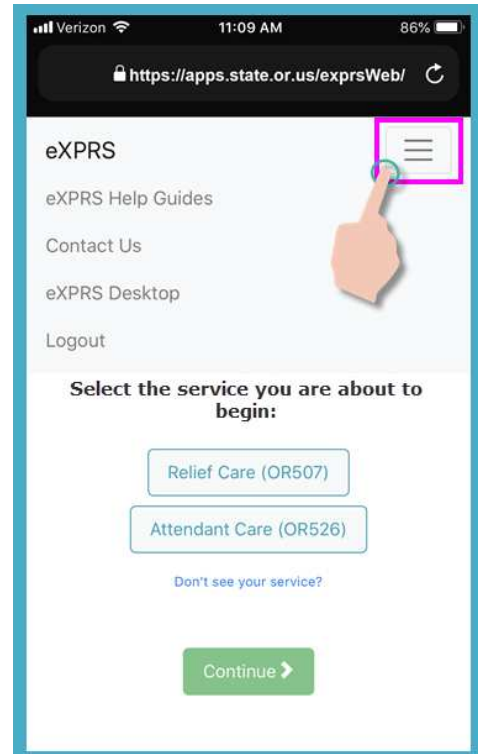 Verizon 11:09 AM 86%
https://apps.state.or.us/exprsWeb/
eXPRS
eXPRS Help Guides
Contact Us
eXPRS Desktop
Logout
Select the service you are about to
begin:
Relief Care (OR507)
Attendant Care (OR526)
Don't see your service?
Continue